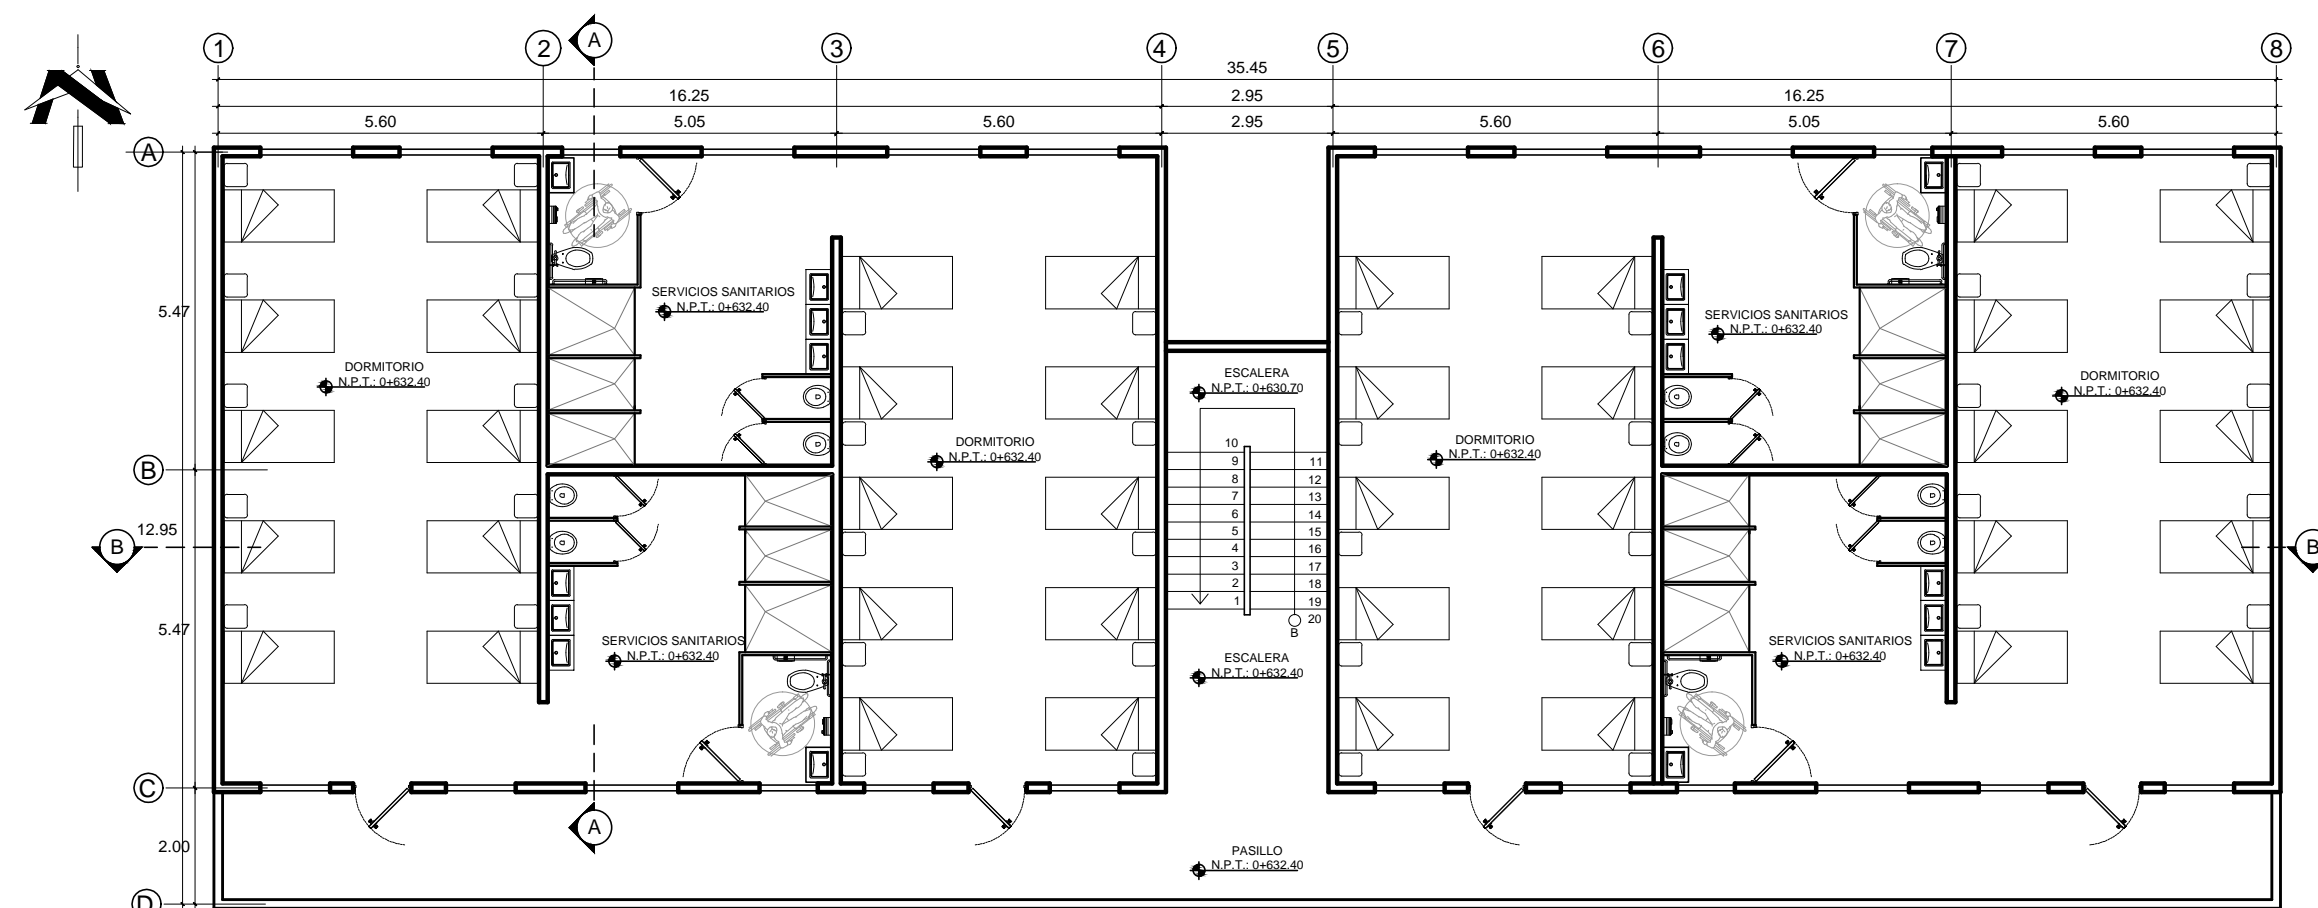 1
2
A
3
4
5
6
7
8
35.45
16.25
2.95
16.25
5.60
5.05
5.60
2.95
5.60
5.05
5.60
A
5.47
B
12.95
B
B
5.47
C
2.00
D
SERVICIOS SANITARIOS
N.P.T.: 0+632.40
DORMITORIO
N.P.T.: 0+632.40
SERVICIOS SANITARIOS
N.P.T.: 0+632.40
DORMITORIO
N.P.T.: 0+632.40
ESCALERA
N.P.T.: 0+630.70
10
9
8
7
6
5
4
3
2
1
11
12
13
14
15
16
17
18
19
20
B
ESCALERA
N.P.T.: 0+632.40
DORMITORIO
N.P.T.: 0+632.40
SERVICIOS SANITARIOS
N.P.T.: 0+632.40
DORMITORIO
N.P.T.: 0+632.40
SERVICIOS SANITARIOS
N.P.T.: 0+632.40
A
PASILLO
N.P.T.: 0+632.40